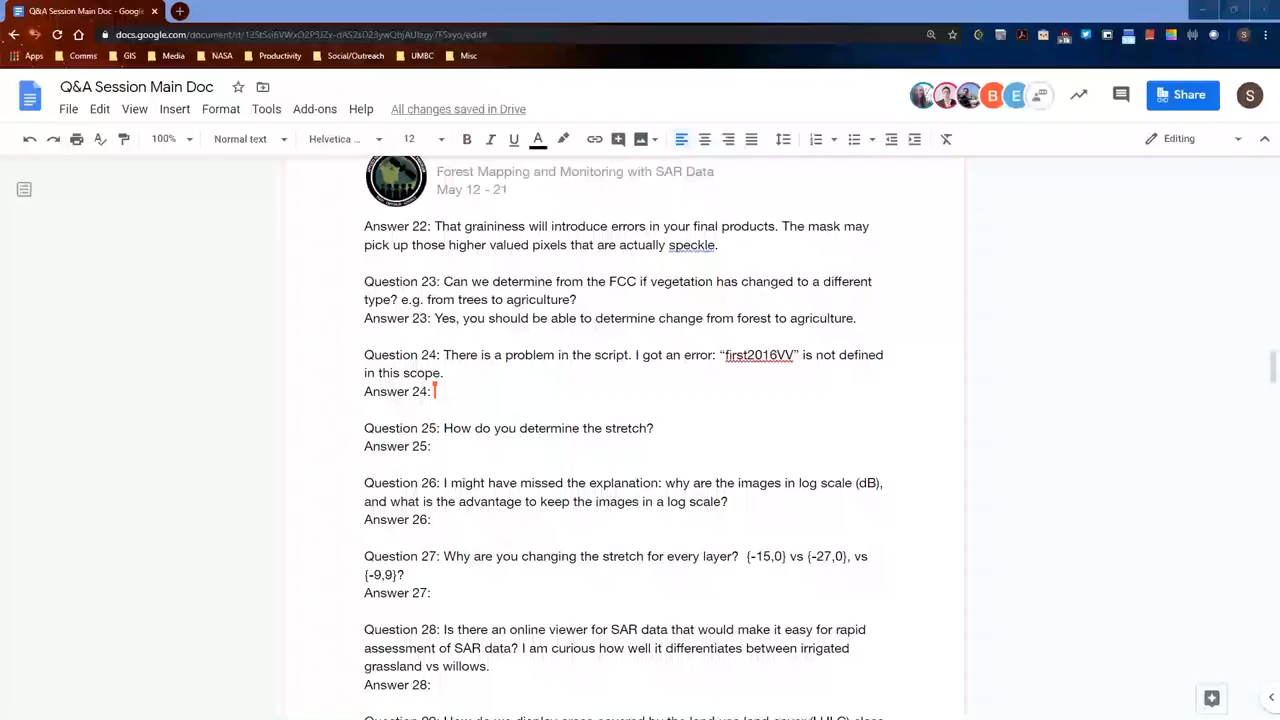 Q&A Session Main Doc - Google
docs.google.com/document/d/
Apps Comms GIS Media NASA Productivity Social/Outreach UMBC Misc
Q&A Session Main Doc
File Edit View Insert Format Tools Add-ons Help All changes saved in Drive
B E Share S
100% Normal text Helvetica ... 12 B I U A Editing
Forest Mapping and Monitoring with SAR Data
May 12 - 21
Answer 22: That graininess will introduce errors in your final products. The mask may
pick up those higher valued pixels that are actually speckle.
Question 23: Can we determine from the FCC if vegetation has changed to a different
type? e.g. from trees to agriculture?
Answer 23: Yes, you should be able to determine change from forest to agriculture.
Question 24: There is a problem in the script. I got an error: “first2016VV” is not defined
in this scope.
Answer 24:
Question 25: How do you determine the stretch?
Answer 25:
Question 26: I might have missed the explanation: why are the images in log scale (dB),
and what is the advantage to keep the images in a log scale?
Answer 26:
Question 27: Why are you changing the stretch for every layer? {-15,0} vs {-27,0}, vs
{-9,9}?
Answer 27:
Question 28: Is there an online viewer for SAR data that would make it easy for rapid
assessment of SAR data? I am curious how well it differentiates between irrigated
grassland vs willows.
Answer 28: